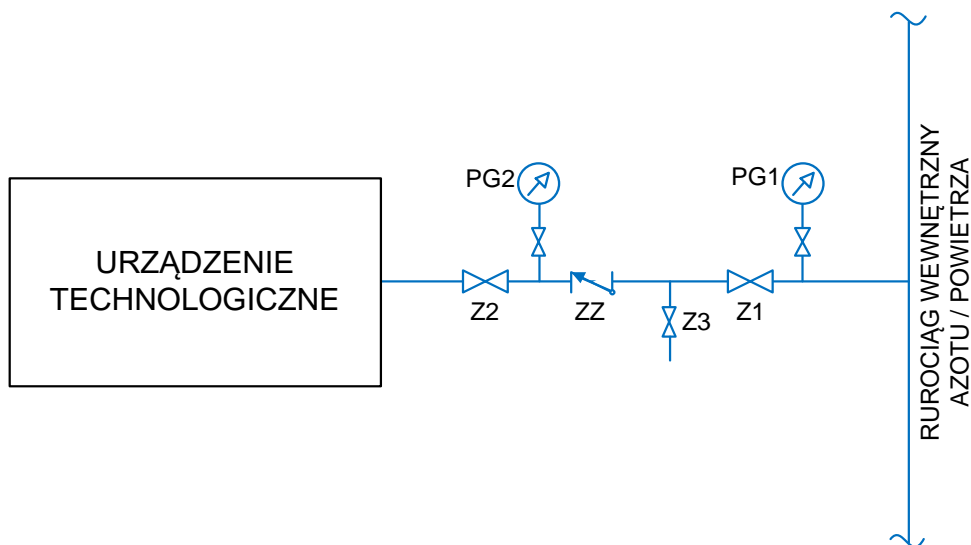 URZĄDZENIE
TECHNOLOGICZNE
PG2
PG1
Z2
ZZ
Z3
Z1
RUROCIĄG WEWNĘTRZNY
AZOTU / POWIETRZA